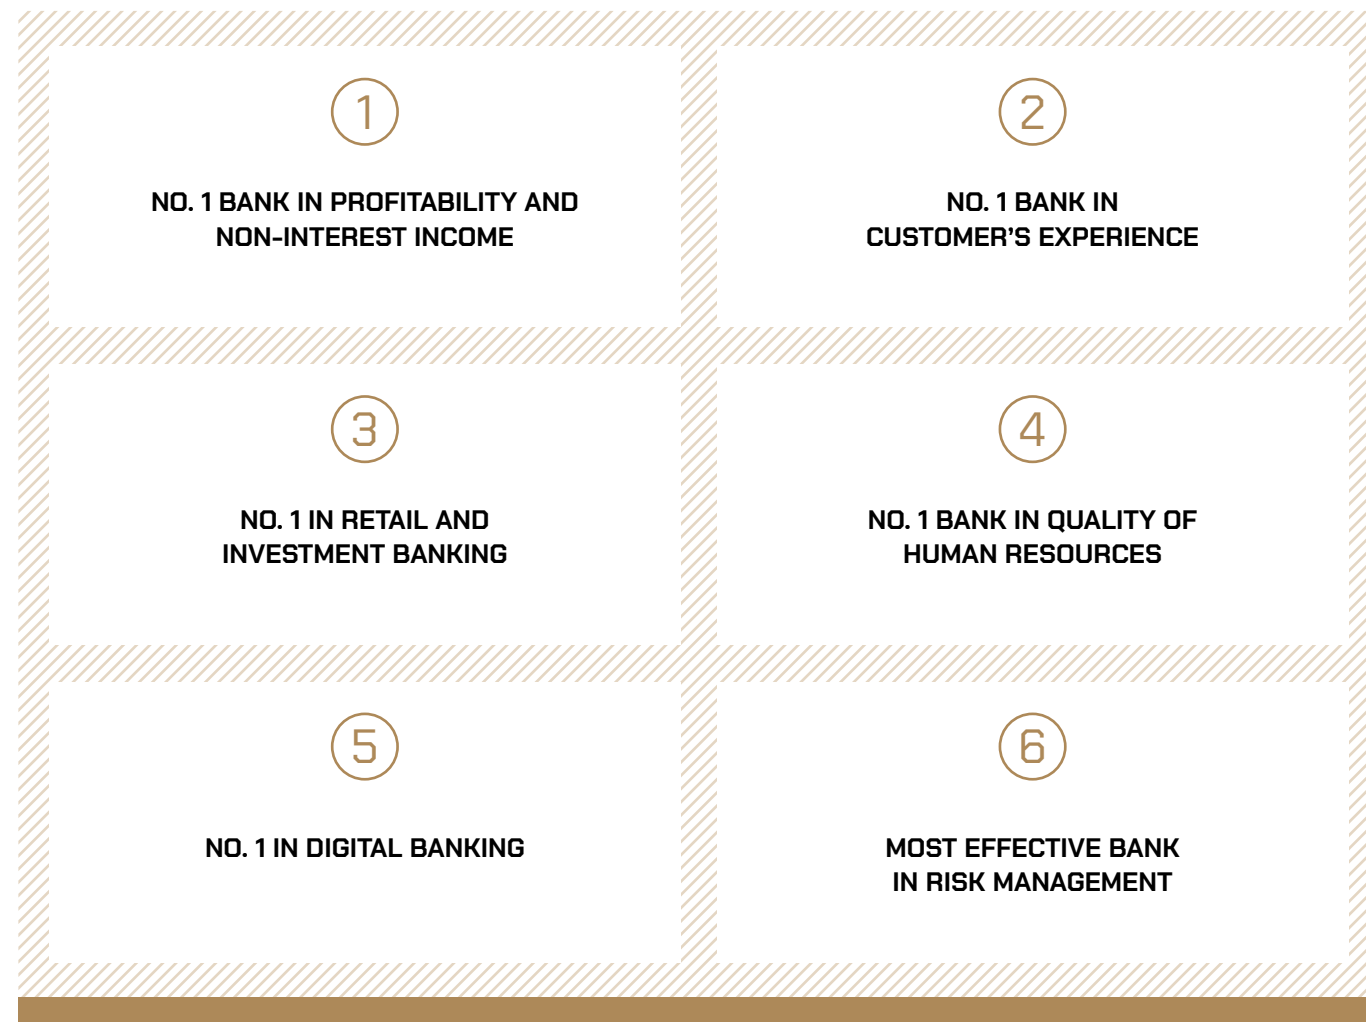 1
NO. 1 BANK IN PROFITABILITY AND
NON-INTEREST INCOME
2
NO. 1 BANK IN
CUSTOMER’S EXPERIENCE
3
NO. 1 IN RETAIL AND
INVESTMENT BANKING
4
NO. 1 BANK IN QUALITY OF
HUMAN RESOURCES
5
NO. 1 IN DIGITAL BANKING
6
MOST EFFECTIVE BANK
IN RISK MANAGEMENT